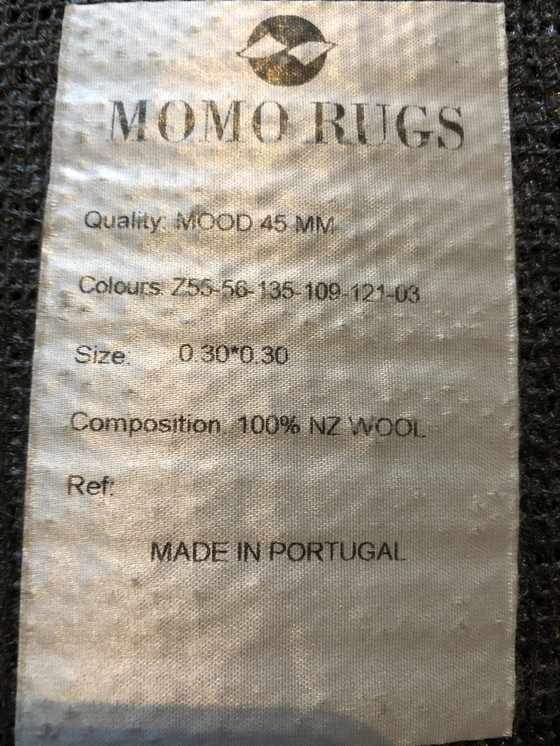 MOMO RUGS
Quality: MOOD 45 MM
Colours: Z55-56-135-109-121-03
Size: 0.30*0.30
Composition: 100% NZ WOOL
Ref:
MADE IN PORTUGAL